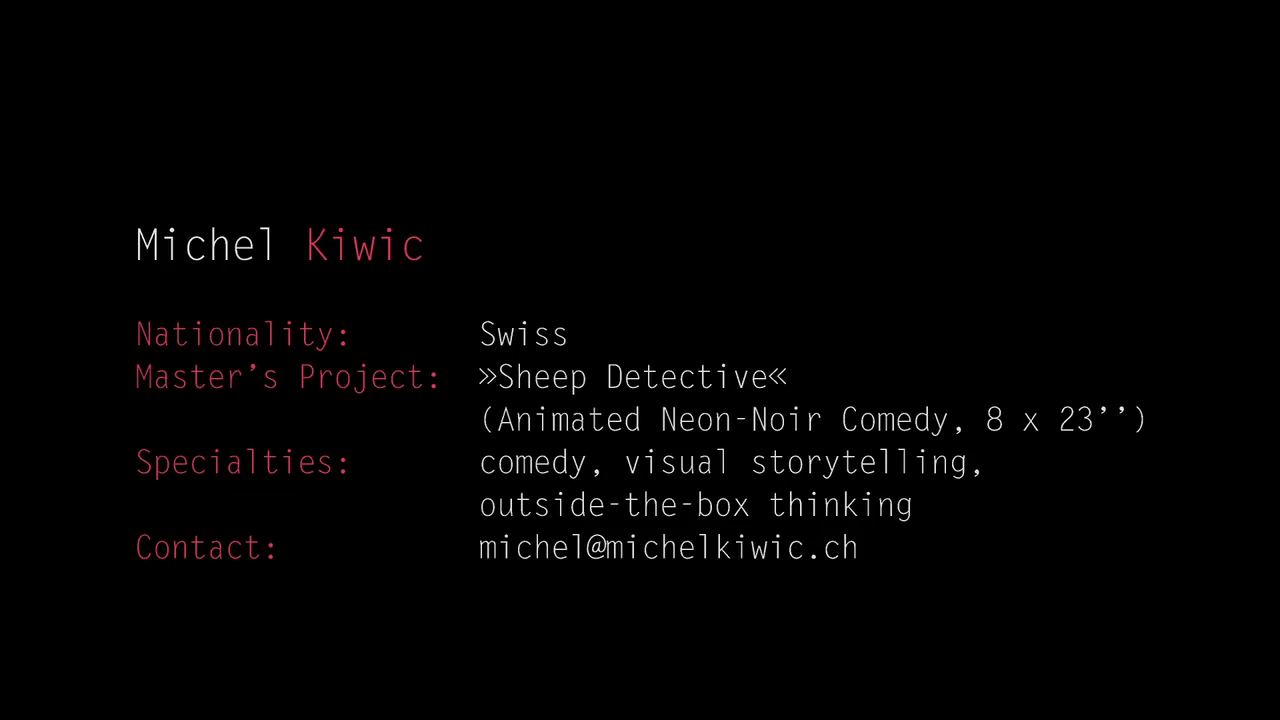 Michel Kiwic
Nationality: Swiss
Master’s Project: »Sheep Detective«
(Animated Neon-Noir Comedy, 8 x 23’’)
Specialties: comedy, visual storytelling,
outside-the-box thinking
Contact: michel@michelkiwic.ch